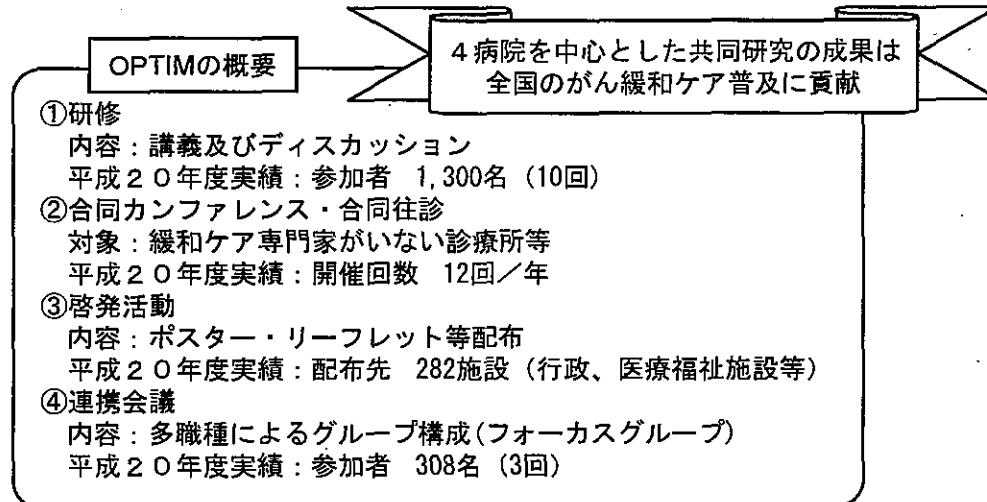 4病院を中心とした共同研究の成果は
全国のがん緩和ケア普及に貢献
OPTIMの概要
①研修
内容：講義及びディスカッション
平成２０年度実績：参加者　1,300名（10回）
②合同カンファレンス・合同往診
対象：緩和ケア専門家がいない診療所等
平成２０年度実績：開催回数　12回／年
③啓発活動
内容：ポスター・リーフレット等配布
平成２０年度実績：配布先　282施設（行政、医療福祉施設等）
④連携会議
内容：多職種によるグループ構成(フォーカスグループ)
平成２０年度実績：参加者　308名（3回）